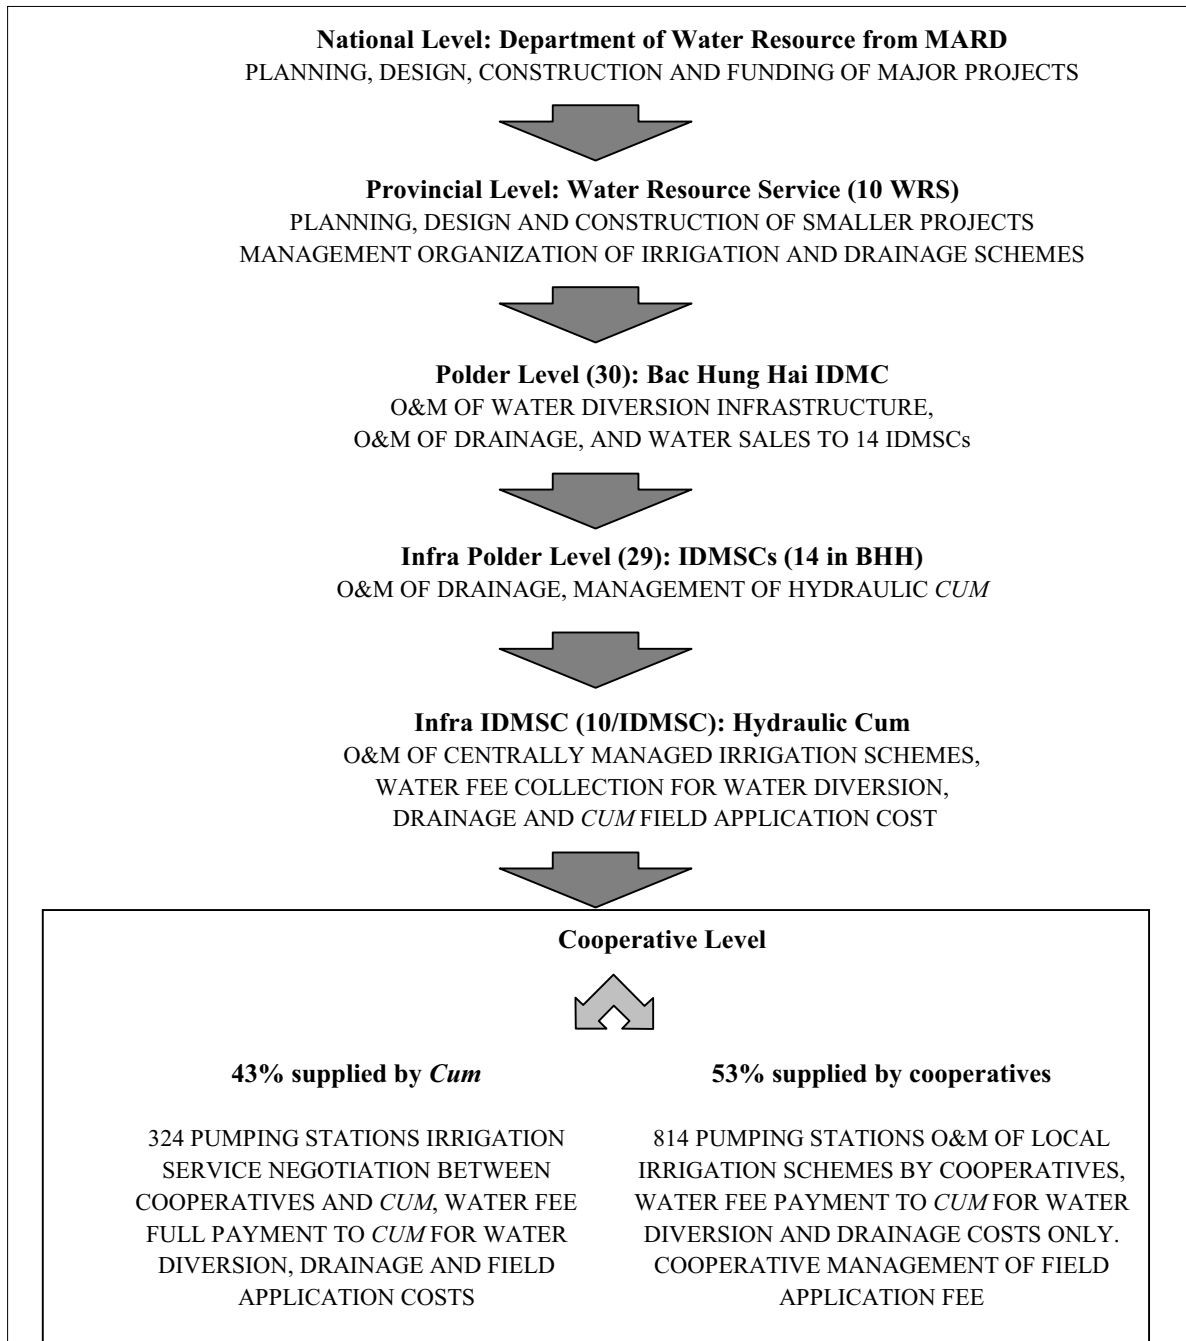 National Level: Department of Water Resource from MARD
PLANNING, DESIGN, CONSTRUCTION AND FUNDING OF MAJOR PROJECTS
Provincial Level: Water Resource Service (10 WRS)
PLANNING, DESIGN AND CONSTRUCTION OF SMALLER PROJECTS
MANAGEMENT ORGANIZATION OF IRRIGATION AND DRAINAGE SCHEMES
Polder Level (30): Bac Hung Hai IDMC
O&M OF WATER DIVERSION INFRASTRUCTURE,
O&M OF DRAINAGE, AND WATER SALES TO 14 IDMSCs
Infra Polder Level (29): IDMSCs (14 in BHH)
O&M OF DRAINAGE, MANAGEMENT OF HYDRAULIC CUM
Infra IDMSC (10/IDMSC): Hydraulic Cum
O&M OF CENTRALLY MANAGED IRRIGATION SCHEMES,
WATER FEE COLLECTION FOR WATER DIVERSION,
DRAINAGE AND CUM FIELD APPLICATION COST
Cooperative Level
43% supplied by Cum
324 PUMPING STATIONS IRRIGATION
SERVICE NEGOTIATION BETWEEN
COOPERATIVES AND CUM, WATER FEE
FULL PAYMENT TO CUM FOR WATER
DIVERSION, DRAINAGE AND FIELD
APPLICATION COSTS
53% supplied by cooperatives
814 PUMPING STATIONS O&M OF LOCAL
IRRIGATION SCHEMES BY COOPERATIVES,
WATER FEE PAYMENT TO CUM FOR WATER
DIVERSION AND DRAINAGE COSTS ONLY.
COOPERATIVE MANAGEMENT OF FIELD
APPLICATION FEE